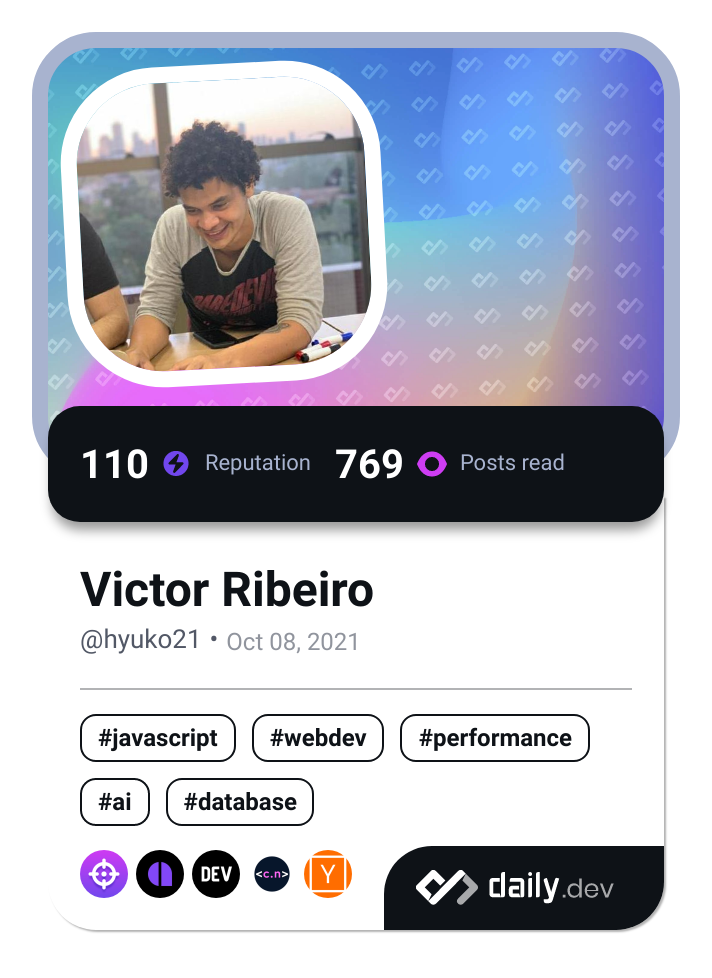 DAREDEVIL
110 Reputation 769 Posts read
Victor Ribeiro
@hyuko21 • Oct 08, 2021
#javascript #webdev #performance
#ai #database
DEV <c.n> Y
daily.dev